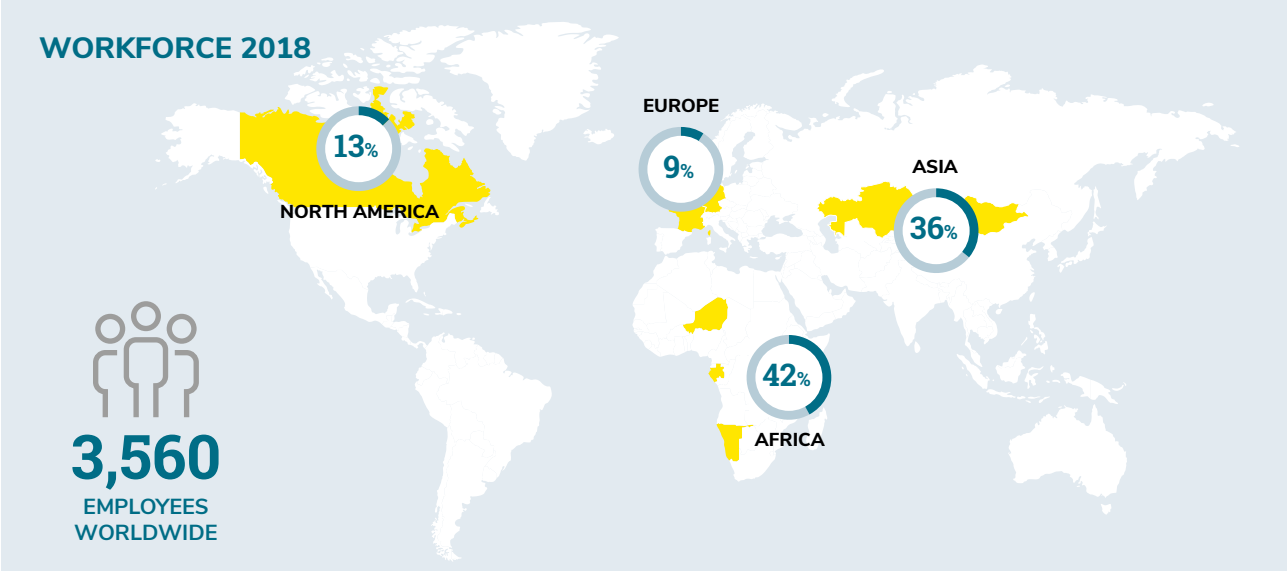 WORKFORCE 2018
13%
NORTH AMERICA
EUROPE
9%
ASIA
36%
42%
AFRICA
3,560
EMPLOYEES
WORLDWIDE